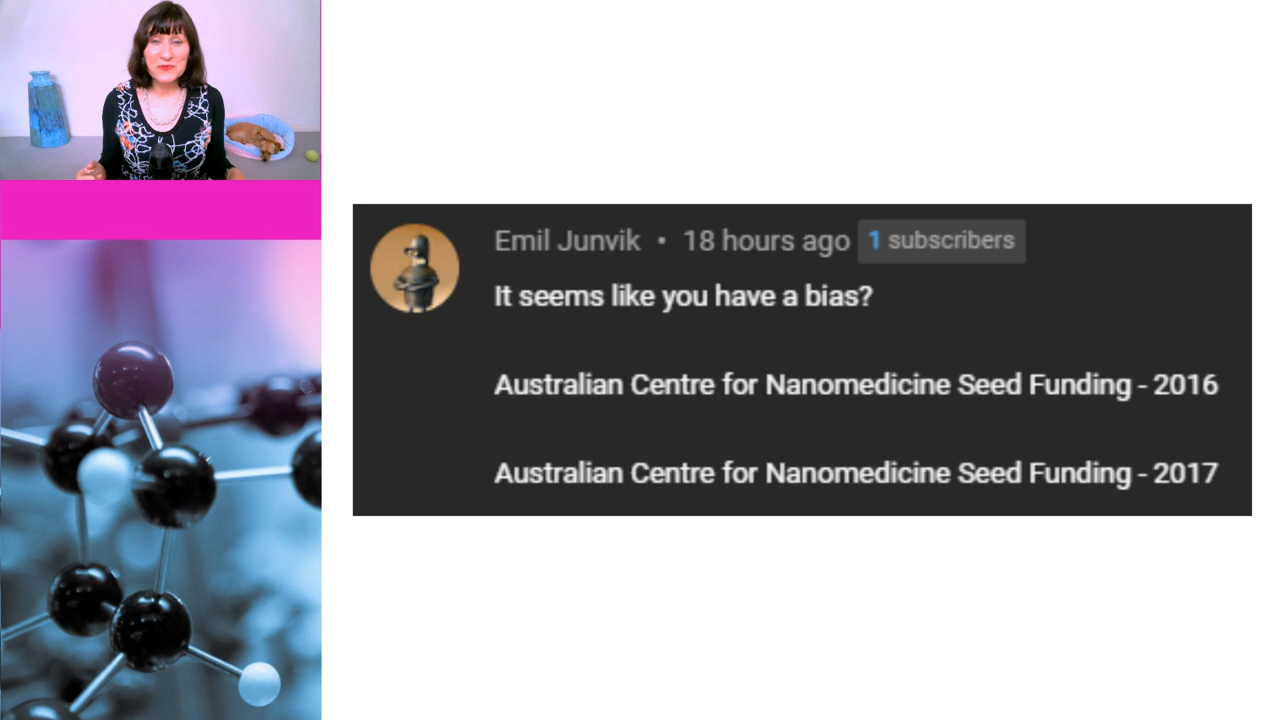 Emil Junvik • 18 hours ago 1 subscribers
It seems like you have a bias?
Australian Centre for Nanomedicine Seed Funding - 2016
Australian Centre for Nanomedicine Seed Funding - 2017